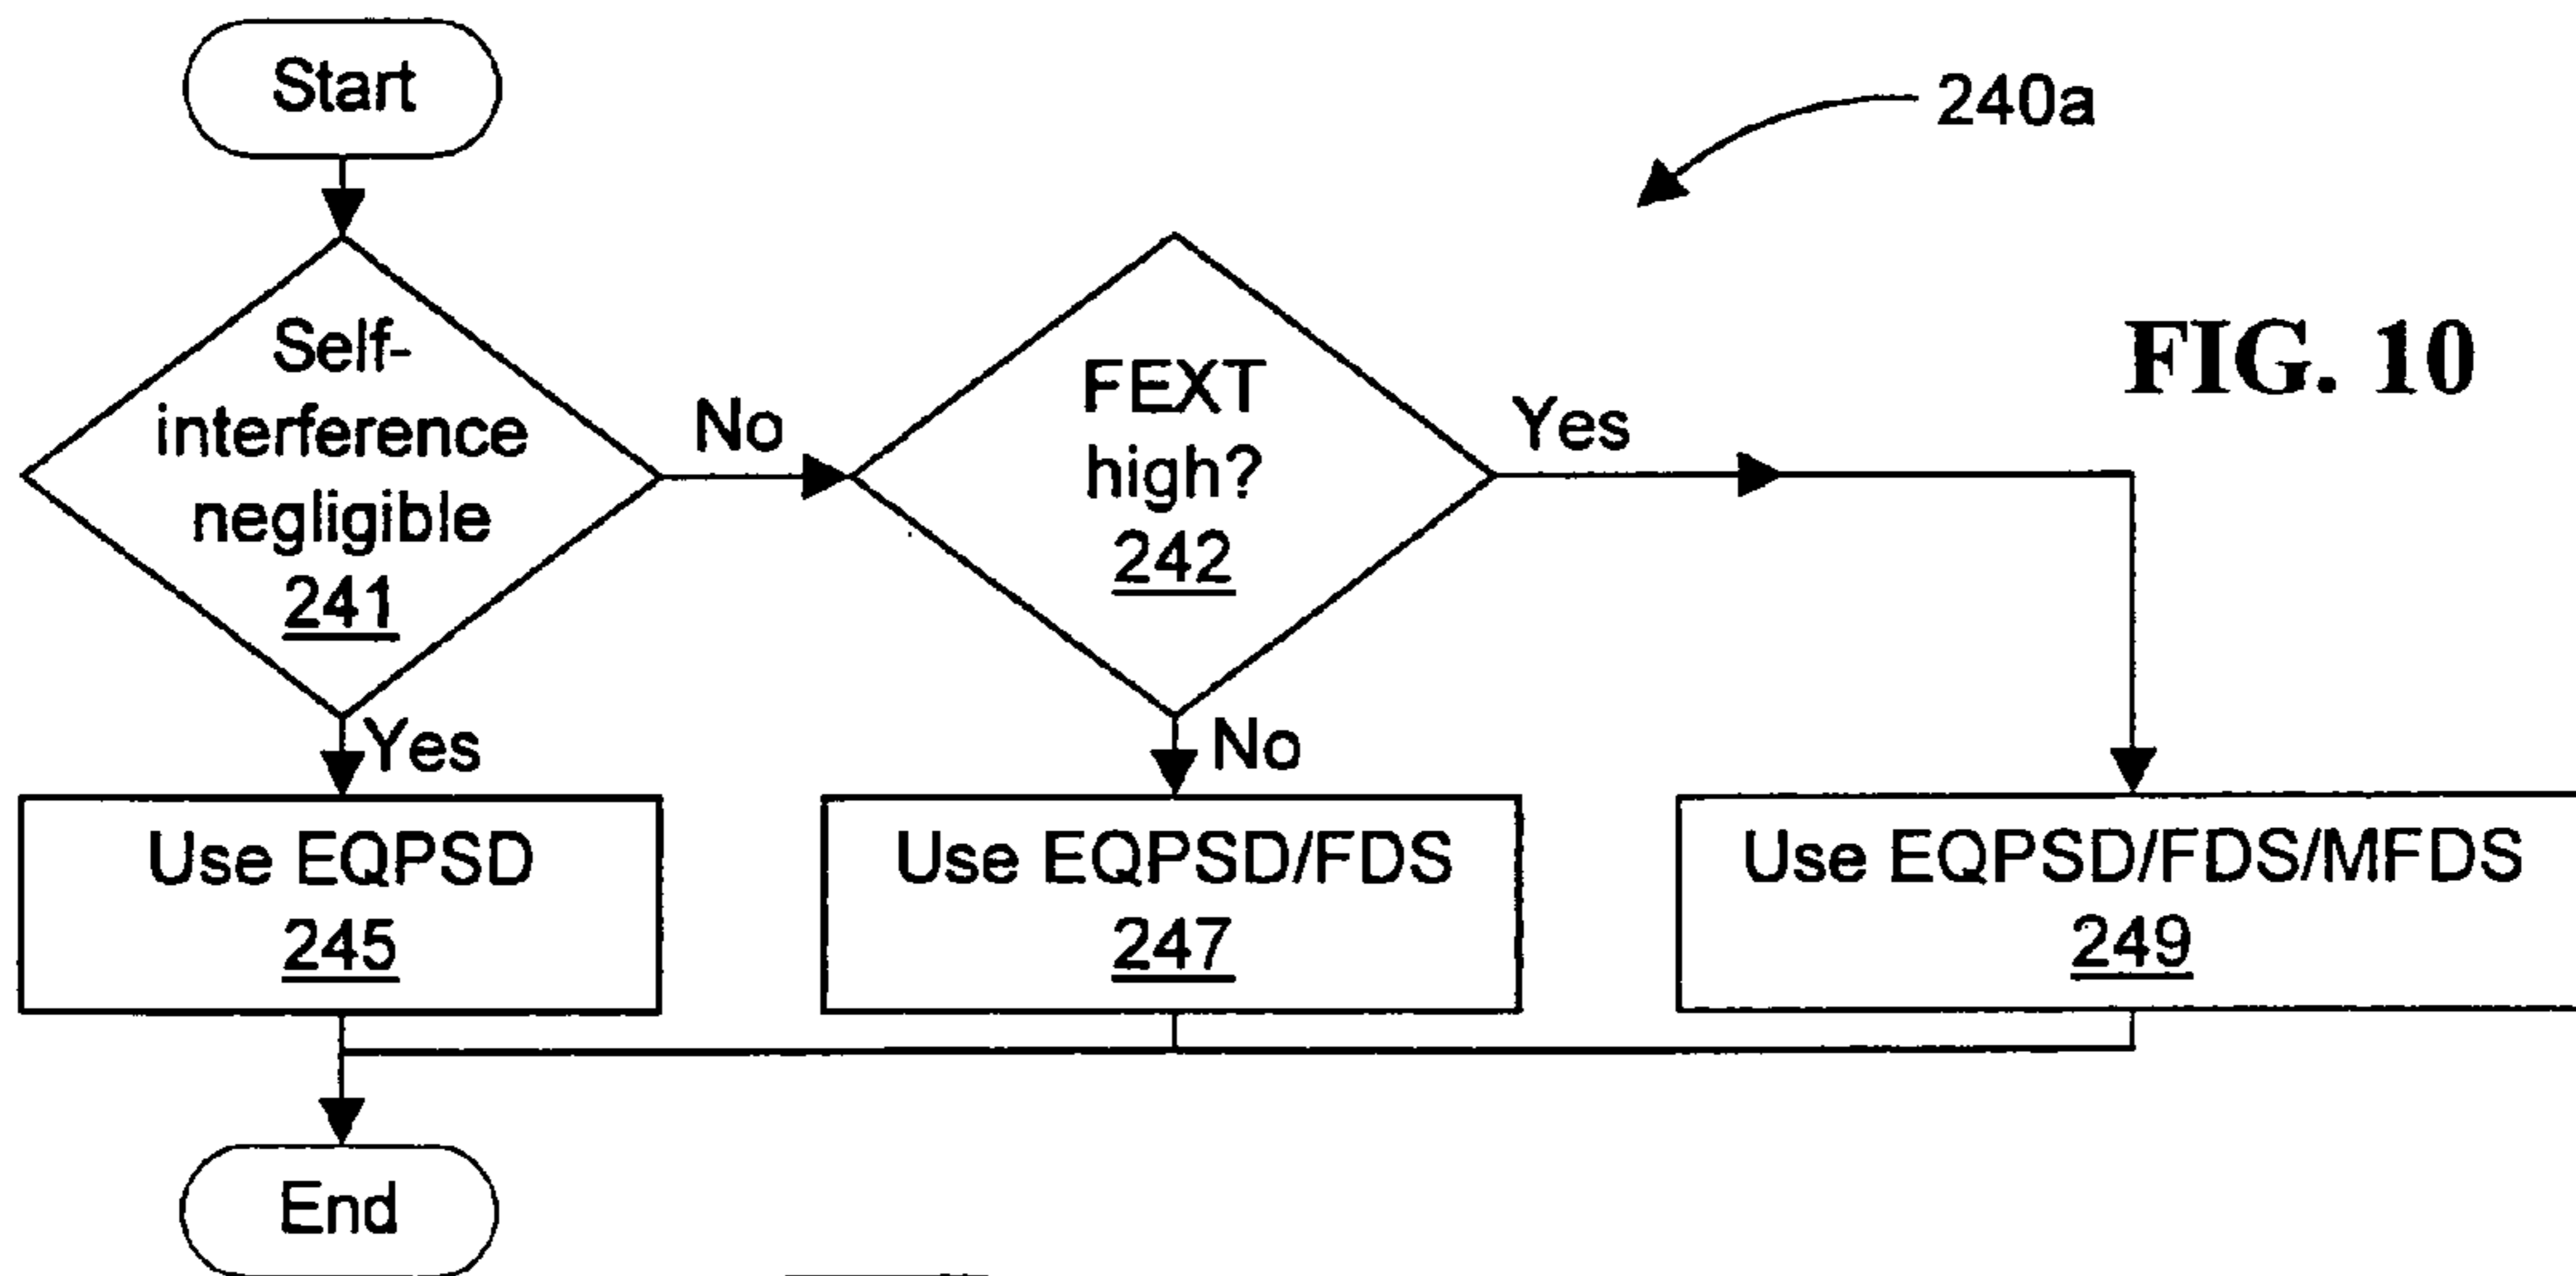 Start
240a
FIG. 10
Self-
interference
negligible
241
No
FEXT
high?
242
Yes
Yes
No
Use EQPSD
245
Use EQPSD/FDS
247
Use EQPSD/FDS/MFDS
249
End